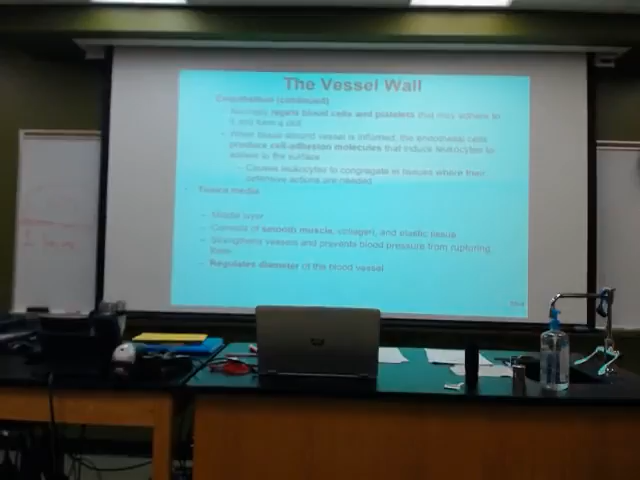 The Vessel Wall
Endothelium (continued)
– Normally repels blood cells and platelets that may adhere to
it and form a clot
– When tissue around vessel is inflamed, the endothelial cells
produce cell-adhesion molecules that induce leukocytes to
adhere to the surface
– Causes leukocytes to congregate in tissues where their
defensive actions are needed
• Tunica media
– Middle layer
– Consists of smooth muscle, collagen, and elastic tissue
– Strengthens vessels and prevents blood pressure from rupturing
them
– Regulates diameter of the blood vessel
hp